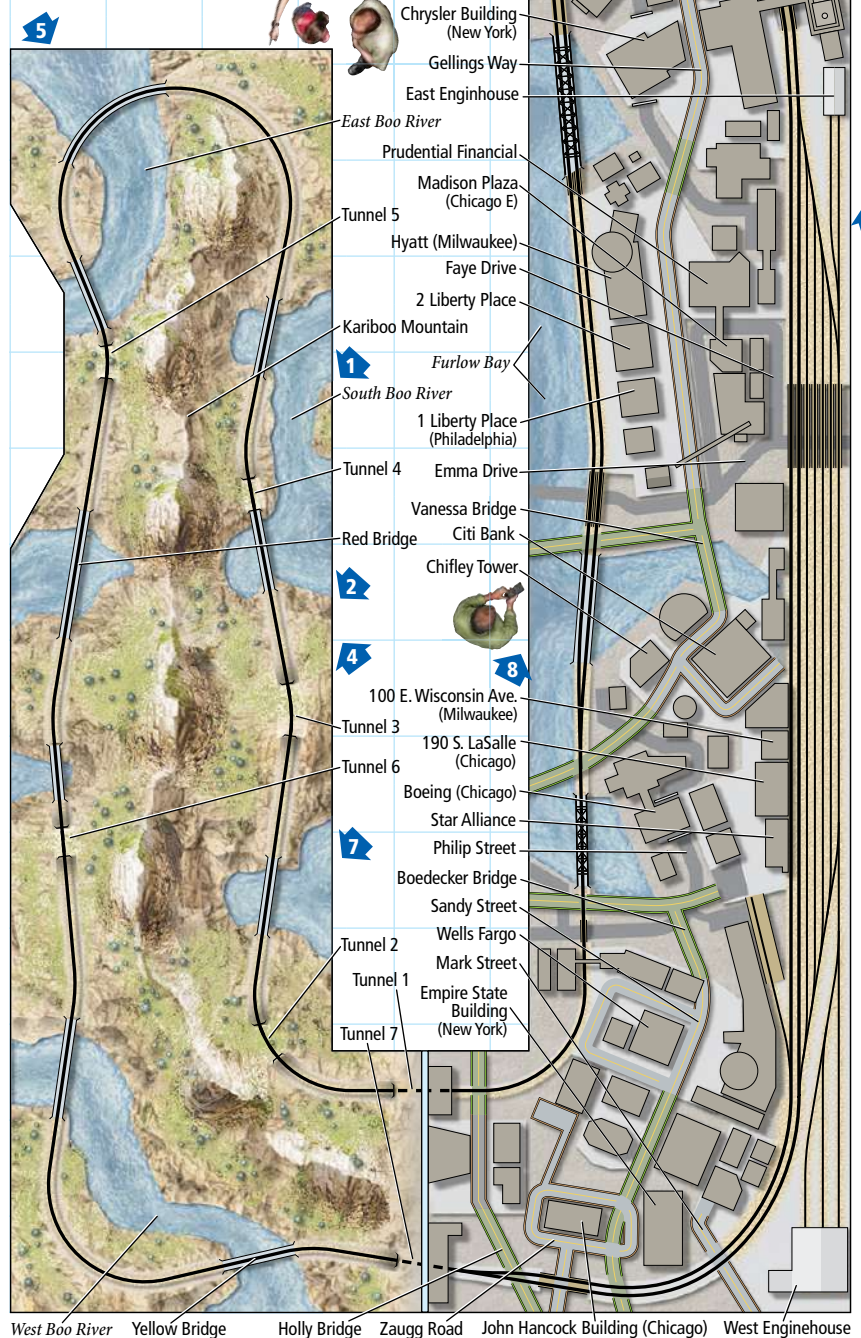 5
Chrysler Building
(New York)
Gellings Way
East Enginehouse
East Boo River
Prudential Financial
Madison Plaza
(Chicago E)
Tunnel 5
Hyatt (Milwaukee)
Faye Drive
2 Liberty Place
Kariboo Mountain
1
Furlow Bay
South Boo River
1 Liberty Place
(Philadelphia)
Tunnel 4
Emma Drive
Vanessa Bridge
Red Bridge
Citi Bank
Chifley Tower
2
4
8
100 E. Wisconsin Ave.
(Milwaukee)
Tunnel 3
190 S. LaSalle
(Chicago)
Tunnel 6
Boeing (Chicago)
Star Alliance
7
Philip Street
Boedecker Bridge
Sandy Street
Wells Fargo
Tunnel 2
Mark Street
Tunnel 1
Empire State
Building
(New York)
Tunnel 7
West Boo River
Yellow Bridge
Holly Bridge
Zaugg Road
John Hancock Building (Chicago)
West Enginehouse